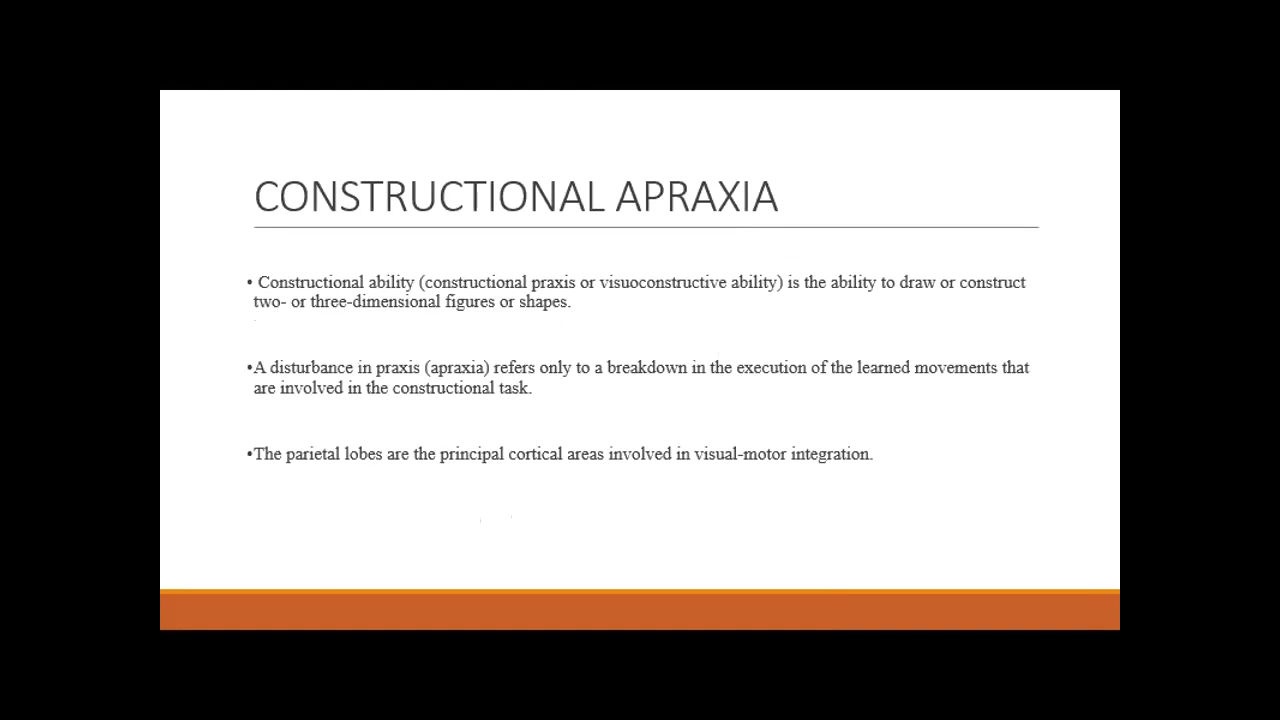 CONSTRUCTIONAL APRAXIA
• Constructional ability (constructional praxis or visuoconstructive ability) is the ability to draw or construct
two- or three-dimensional figures or shapes.
•A disturbance in praxis (apraxia) refers only to a breakdown in the execution of the learned movements that
are involved in the constructional task.
•The parietal lobes are the principal cortical areas involved in visual-motor integration.